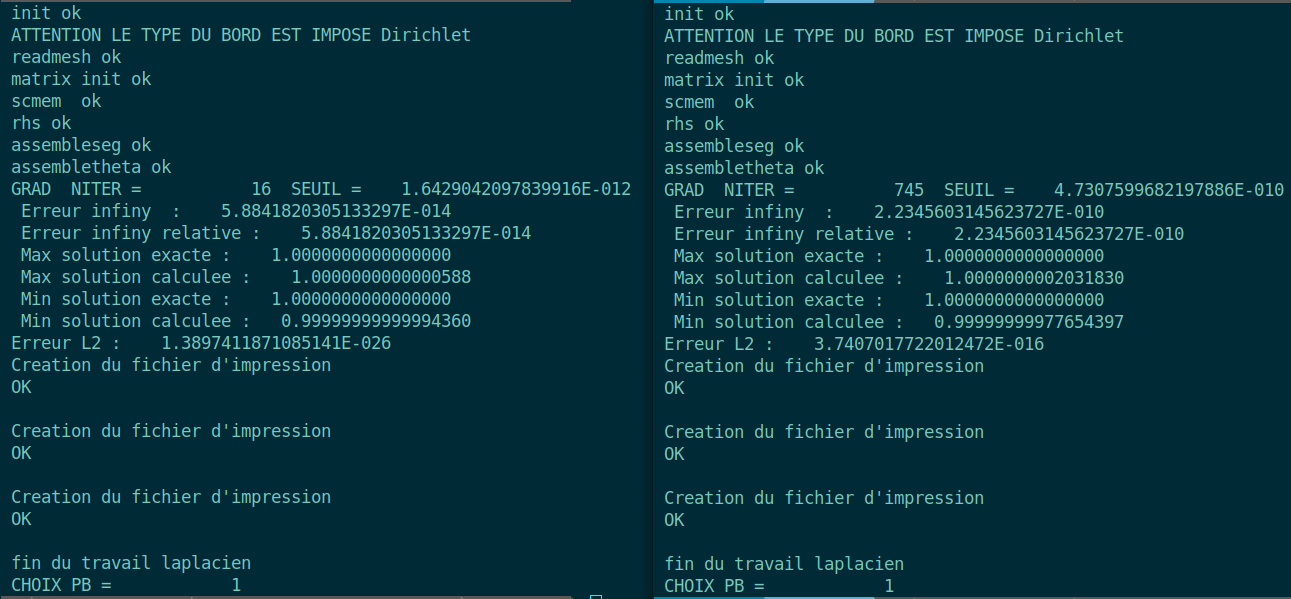 init ok
ATTENTION LE TYPE DU BORD EST IMPOSE Dirichlet
readmesh ok
matrix init ok
scmem  ok
rhs ok
assembleseg ok
assembletheta ok
GRAD  NITER =           16  SEUIL =    1.6429042097839916E-012
 Erreur infiny  :    5.8841820305133297E-014
 Erreur infiny relative :    5.8841820305133297E-014
 Max solution exacte :    1.0000000000000000
 Max solution calculee :    1.0000000000000588
 Min solution exacte :    1.0000000000000000
 Min solution calculee :   0.99999999999994360
Erreur L2 :    1.3897411871085141E-026
Creation du fichier d'impression
OK

Creation du fichier d'impression
OK

Creation du fichier d'impression
OK

fin du travail laplacien
CHOIX PB =            1
init ok
ATTENTION LE TYPE DU BORD EST IMPOSE Dirichlet
readmesh ok
matrix init ok
scmem  ok
rhs ok
assembleseg ok
assembletheta ok
GRAD  NITER =          745  SEUIL =    4.7307599682197886E-010
 Erreur infiny  :    2.2345603145623727E-010
 Erreur infiny relative :    2.2345603145623727E-010
 Max solution exacte :    1.0000000000000000
 Max solution calculee :    1.0000000002031830
 Min solution exacte :    1.0000000000000000
 Min solution calculee :   0.99999999977654397
Erreur L2 :    3.7407017722012472E-016
Creation du fichier d'impression
OK

Creation du fichier d'impression
OK

Creation du fichier d'impression
OK

fin du travail laplacien
CHOIX PB =            1